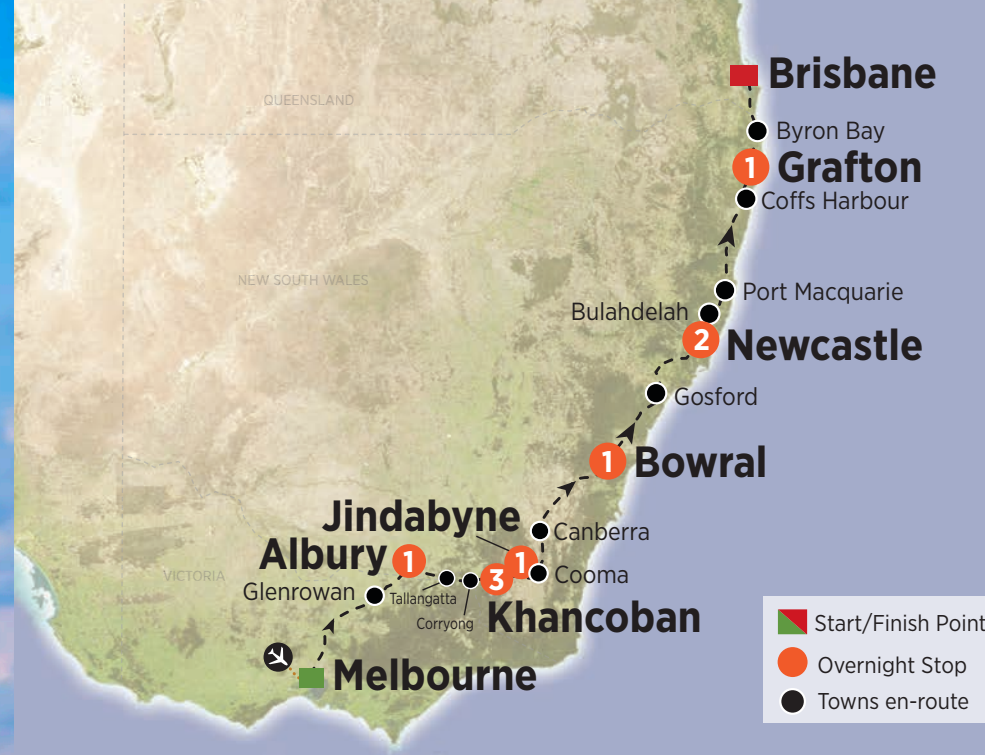 Brisbane
QUEENSLAND
Byron Bay
1 Grafton
Coffs Harbour
NEW SOUTH WALES
Port Macquarie
Bulahdelah
2 Newcastle
Gosford
1 Bowral
Jindabyne 1
Canberra
Albury 1
Cooma
VICTORIA
3
Glenrowan
Tallangatta
Corryong
Khancoban
Melbourne
Start/Finish Point
Overnight Stop
Towns en-route